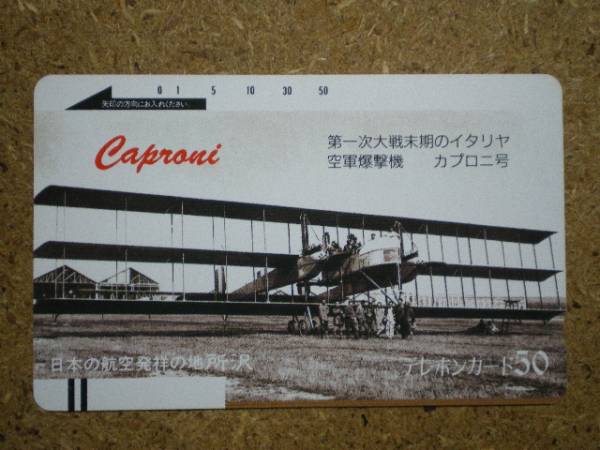 0 1 5 10 30 50
矢印の方向にお入れください。
Caproni
第一次大戦末期のイタリヤ
空軍爆撃機 カプロニ号
日本の航空発祥の地所沢
テレホンカード50